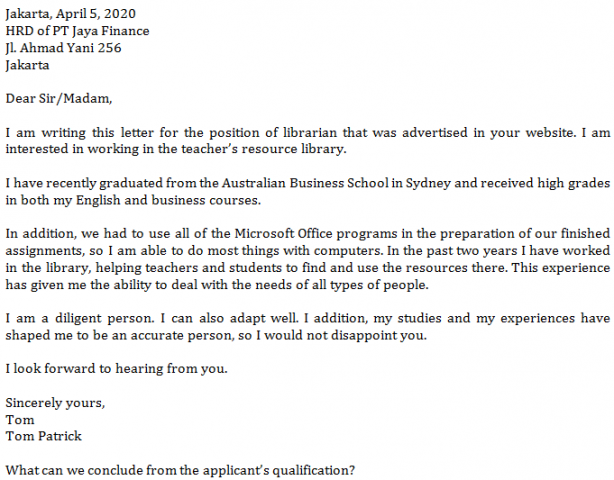 Jakarta, April 5, 2020
HRD of PT Jaya Finance
Jl. Ahmad Yani 256
Jakarta
Dear Sir/Madam,
I am writing this letter for the position of librarian that was advertised in your website. I am
interested in working in the teacher's resource library.
I have recently graduated from the Australian Business School in Sydney and received high grades
in both my English and business courses.
In addition, we had to use all of the Microsoft Office programs in the preparation of our finished
assignments, so I am able to do most things with computers. In the past two years I have worked
in the library, helping teachers and students to find and use the resources there. This experience
has given me the ability to deal with the needs of all types of people.
I am a diligent person. I can also adapt well. I addition, my studies and my experiences have
shaped me to be an accurate person, so I would not disappoint you.
I look forward to hearing from you.
Sincerely yours,
Tom
Tom Patrick
What can we conclude from the applicant's qualification?